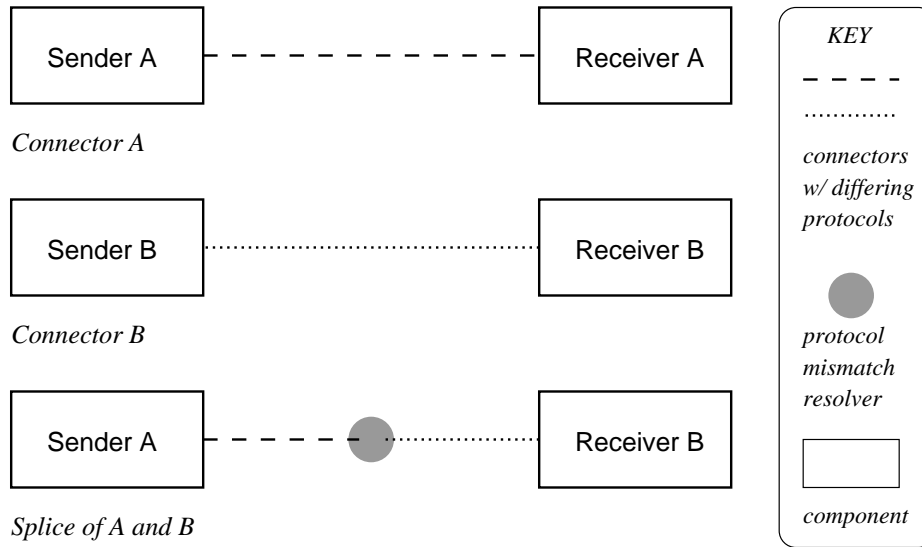 Sender A
Receiver A
Connector A
Sender B
Receiver B
Connector B
Sender A
Receiver B
Splice of A and B
KEY
connectors
w/ differing
protocols
protocol
mismatch
resolver
component